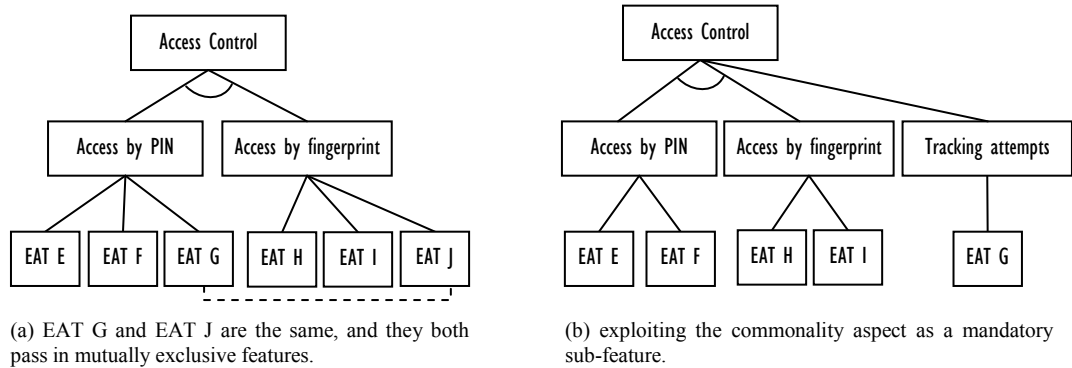 Access Control
Access by PIN
Access by fingerprint
EAT E
EAT F
EAT G
EAT H
EAT I
EAT J
(a) EAT G and EAT J are the same, and they both
pass in mutually exclusive features.
Access Control
Access by PIN
Access by fingerprint
Tracking attempts
EAT E
EAT F
EAT H
EAT I
EAT G
(b) exploiting the commonality aspect as a mandatory
sub-feature.